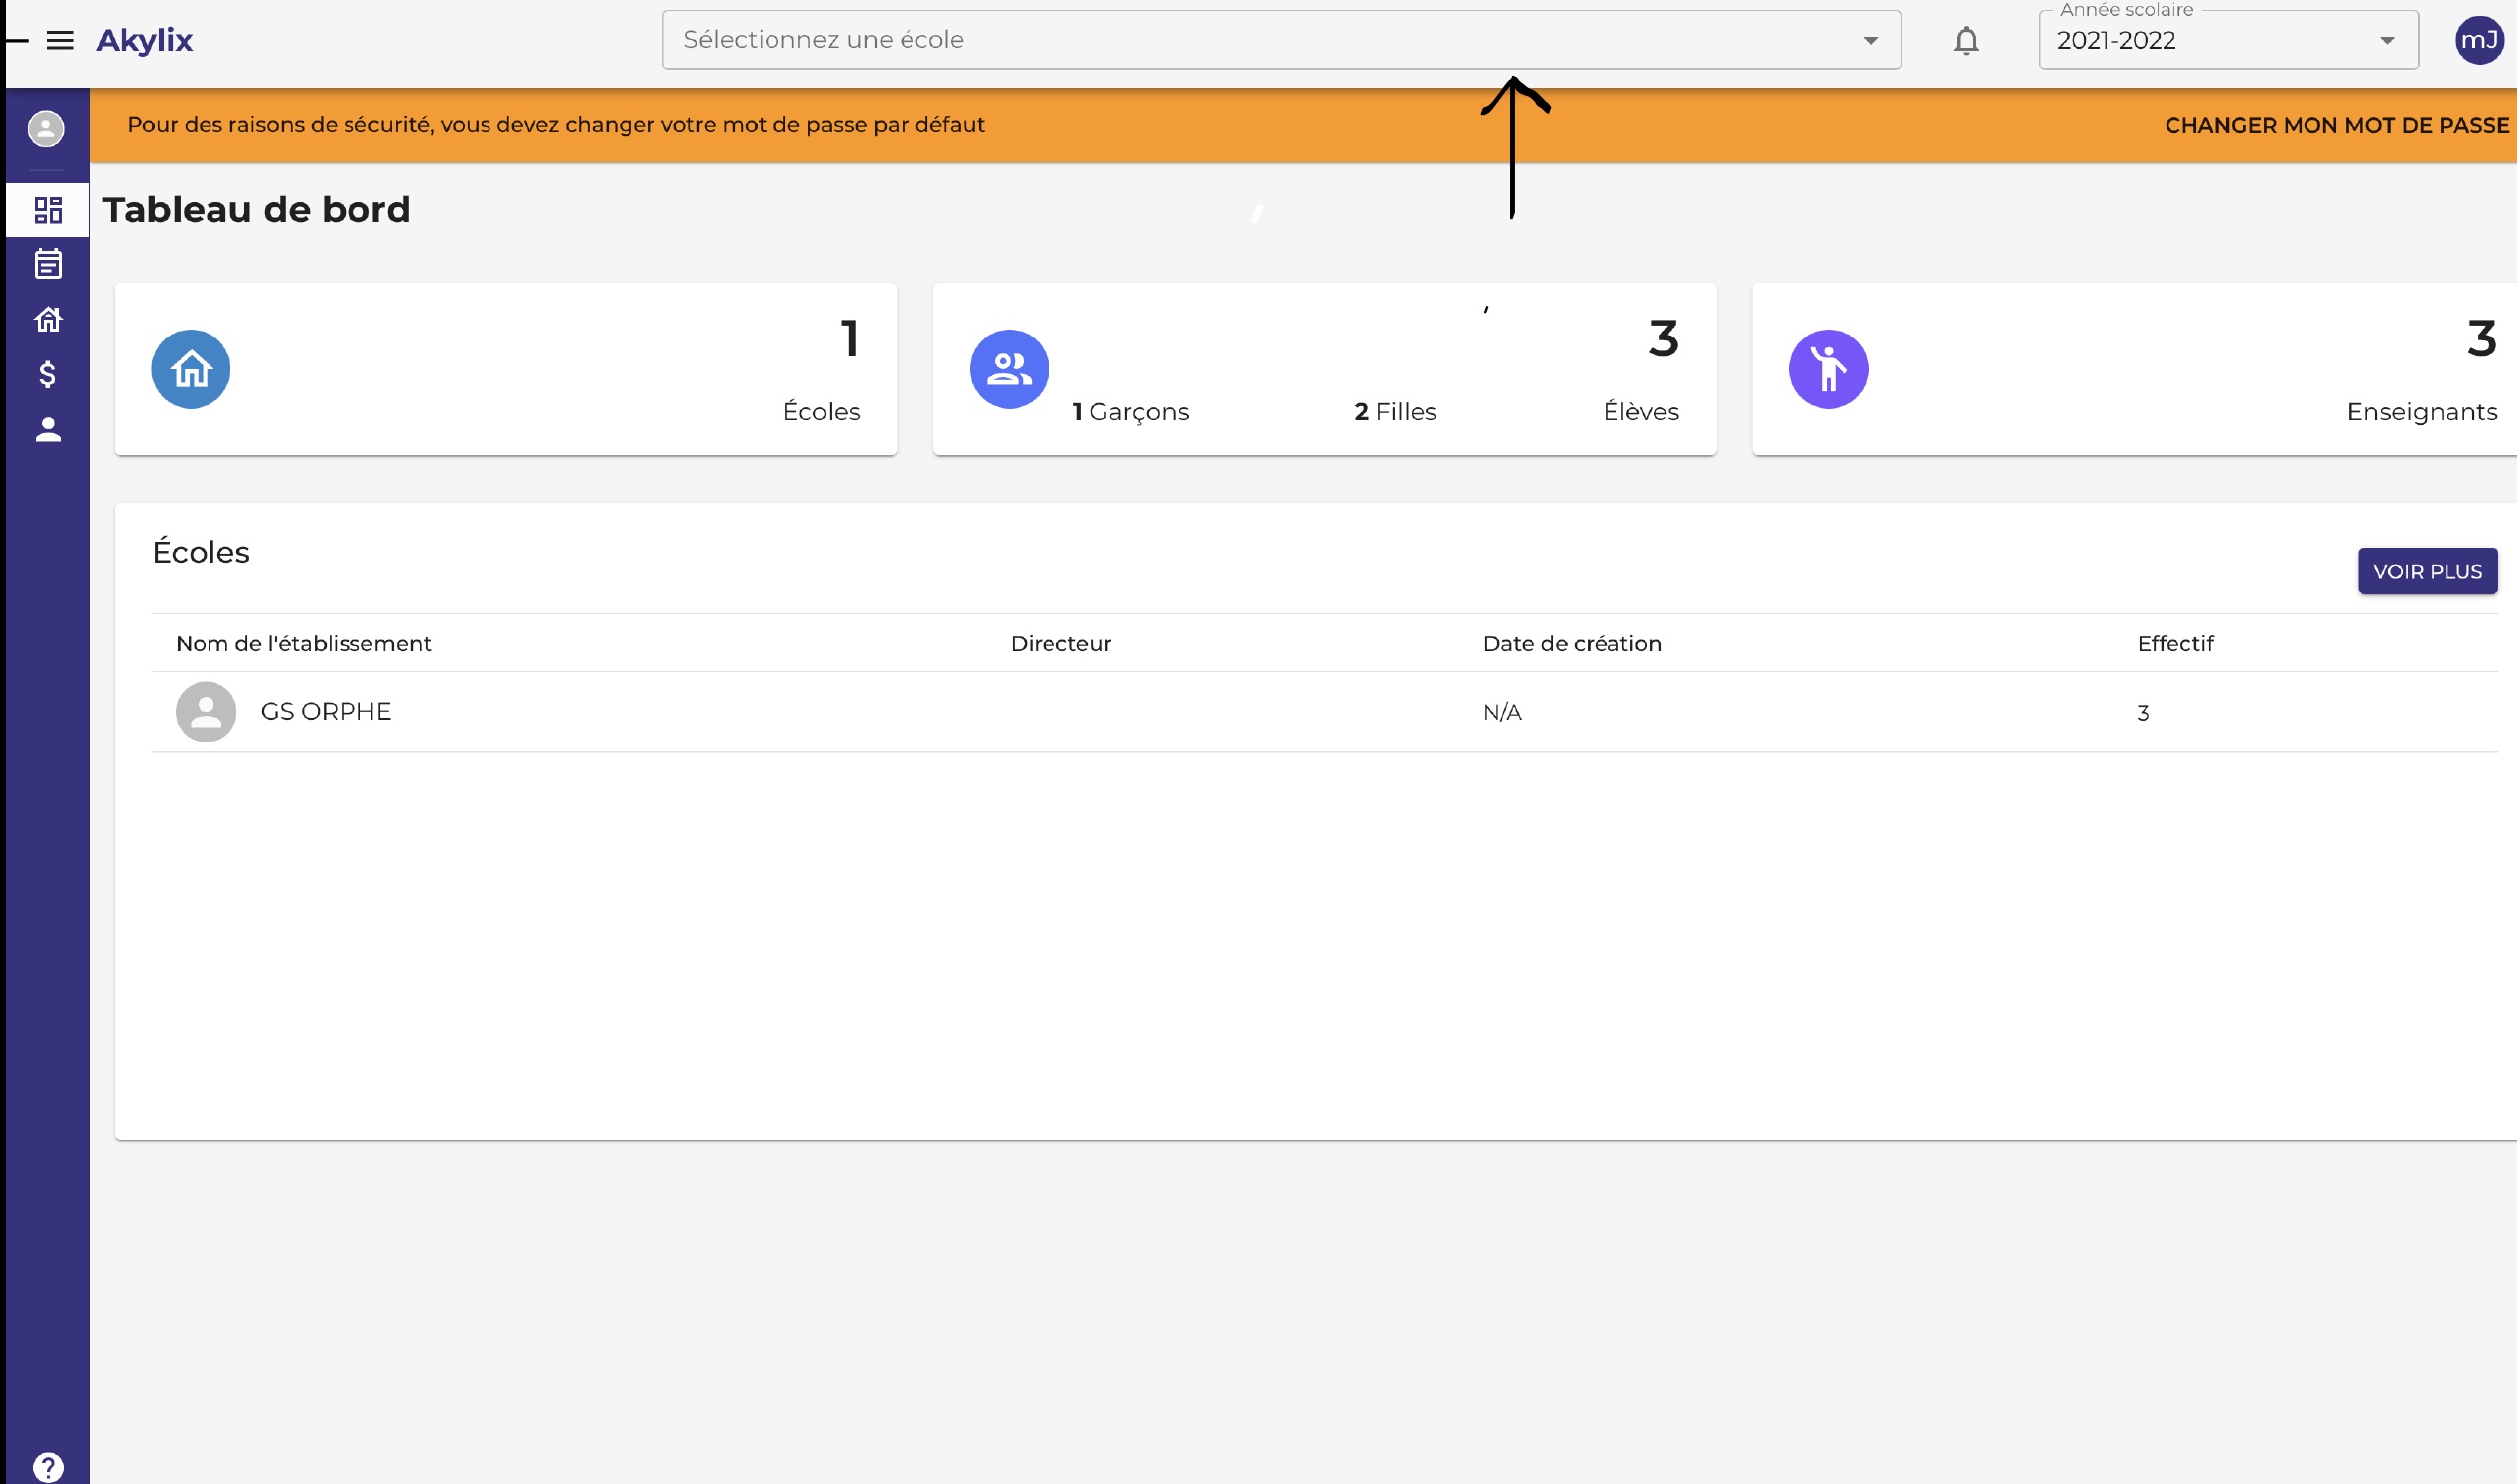 Akylix
Sélectionnez une école
Année scolaire
2021-2022
mJ
Pour des raisons de sécurité, vous devez changer votre mot de passe par défaut
CHANGER MON MOT DE PASSE
Tableau de bord
1
Écoles
3
1 Garçons
2 Filles
Élèves
3
Enseignants
Écoles
VOIR PLUS
Nom de l'établissement
Directeur
Date de création
Effectif
GS ORPHE
N/A
3